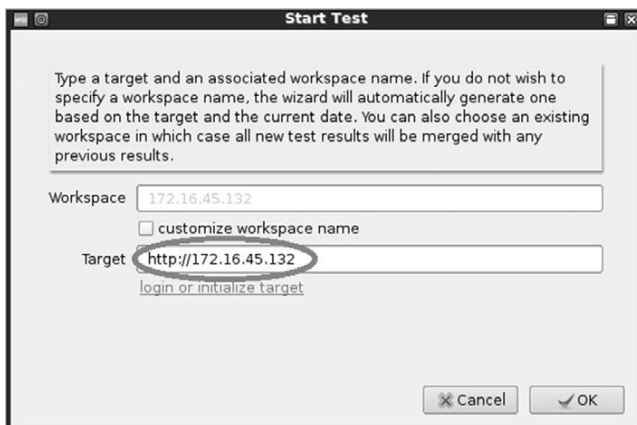 Start Test
Type a target and an associated workspace name. If you do not wish to
specify a workspace name, the wizard will automatically generate one
based on the target and the current date. You can also choose an existing
workspace in which case all new test results will be merged with any
previous results.
Workspace 172.16.45.132
customize workspace name
Target http://172.16.45.132
login or initialize target
Cancel OK